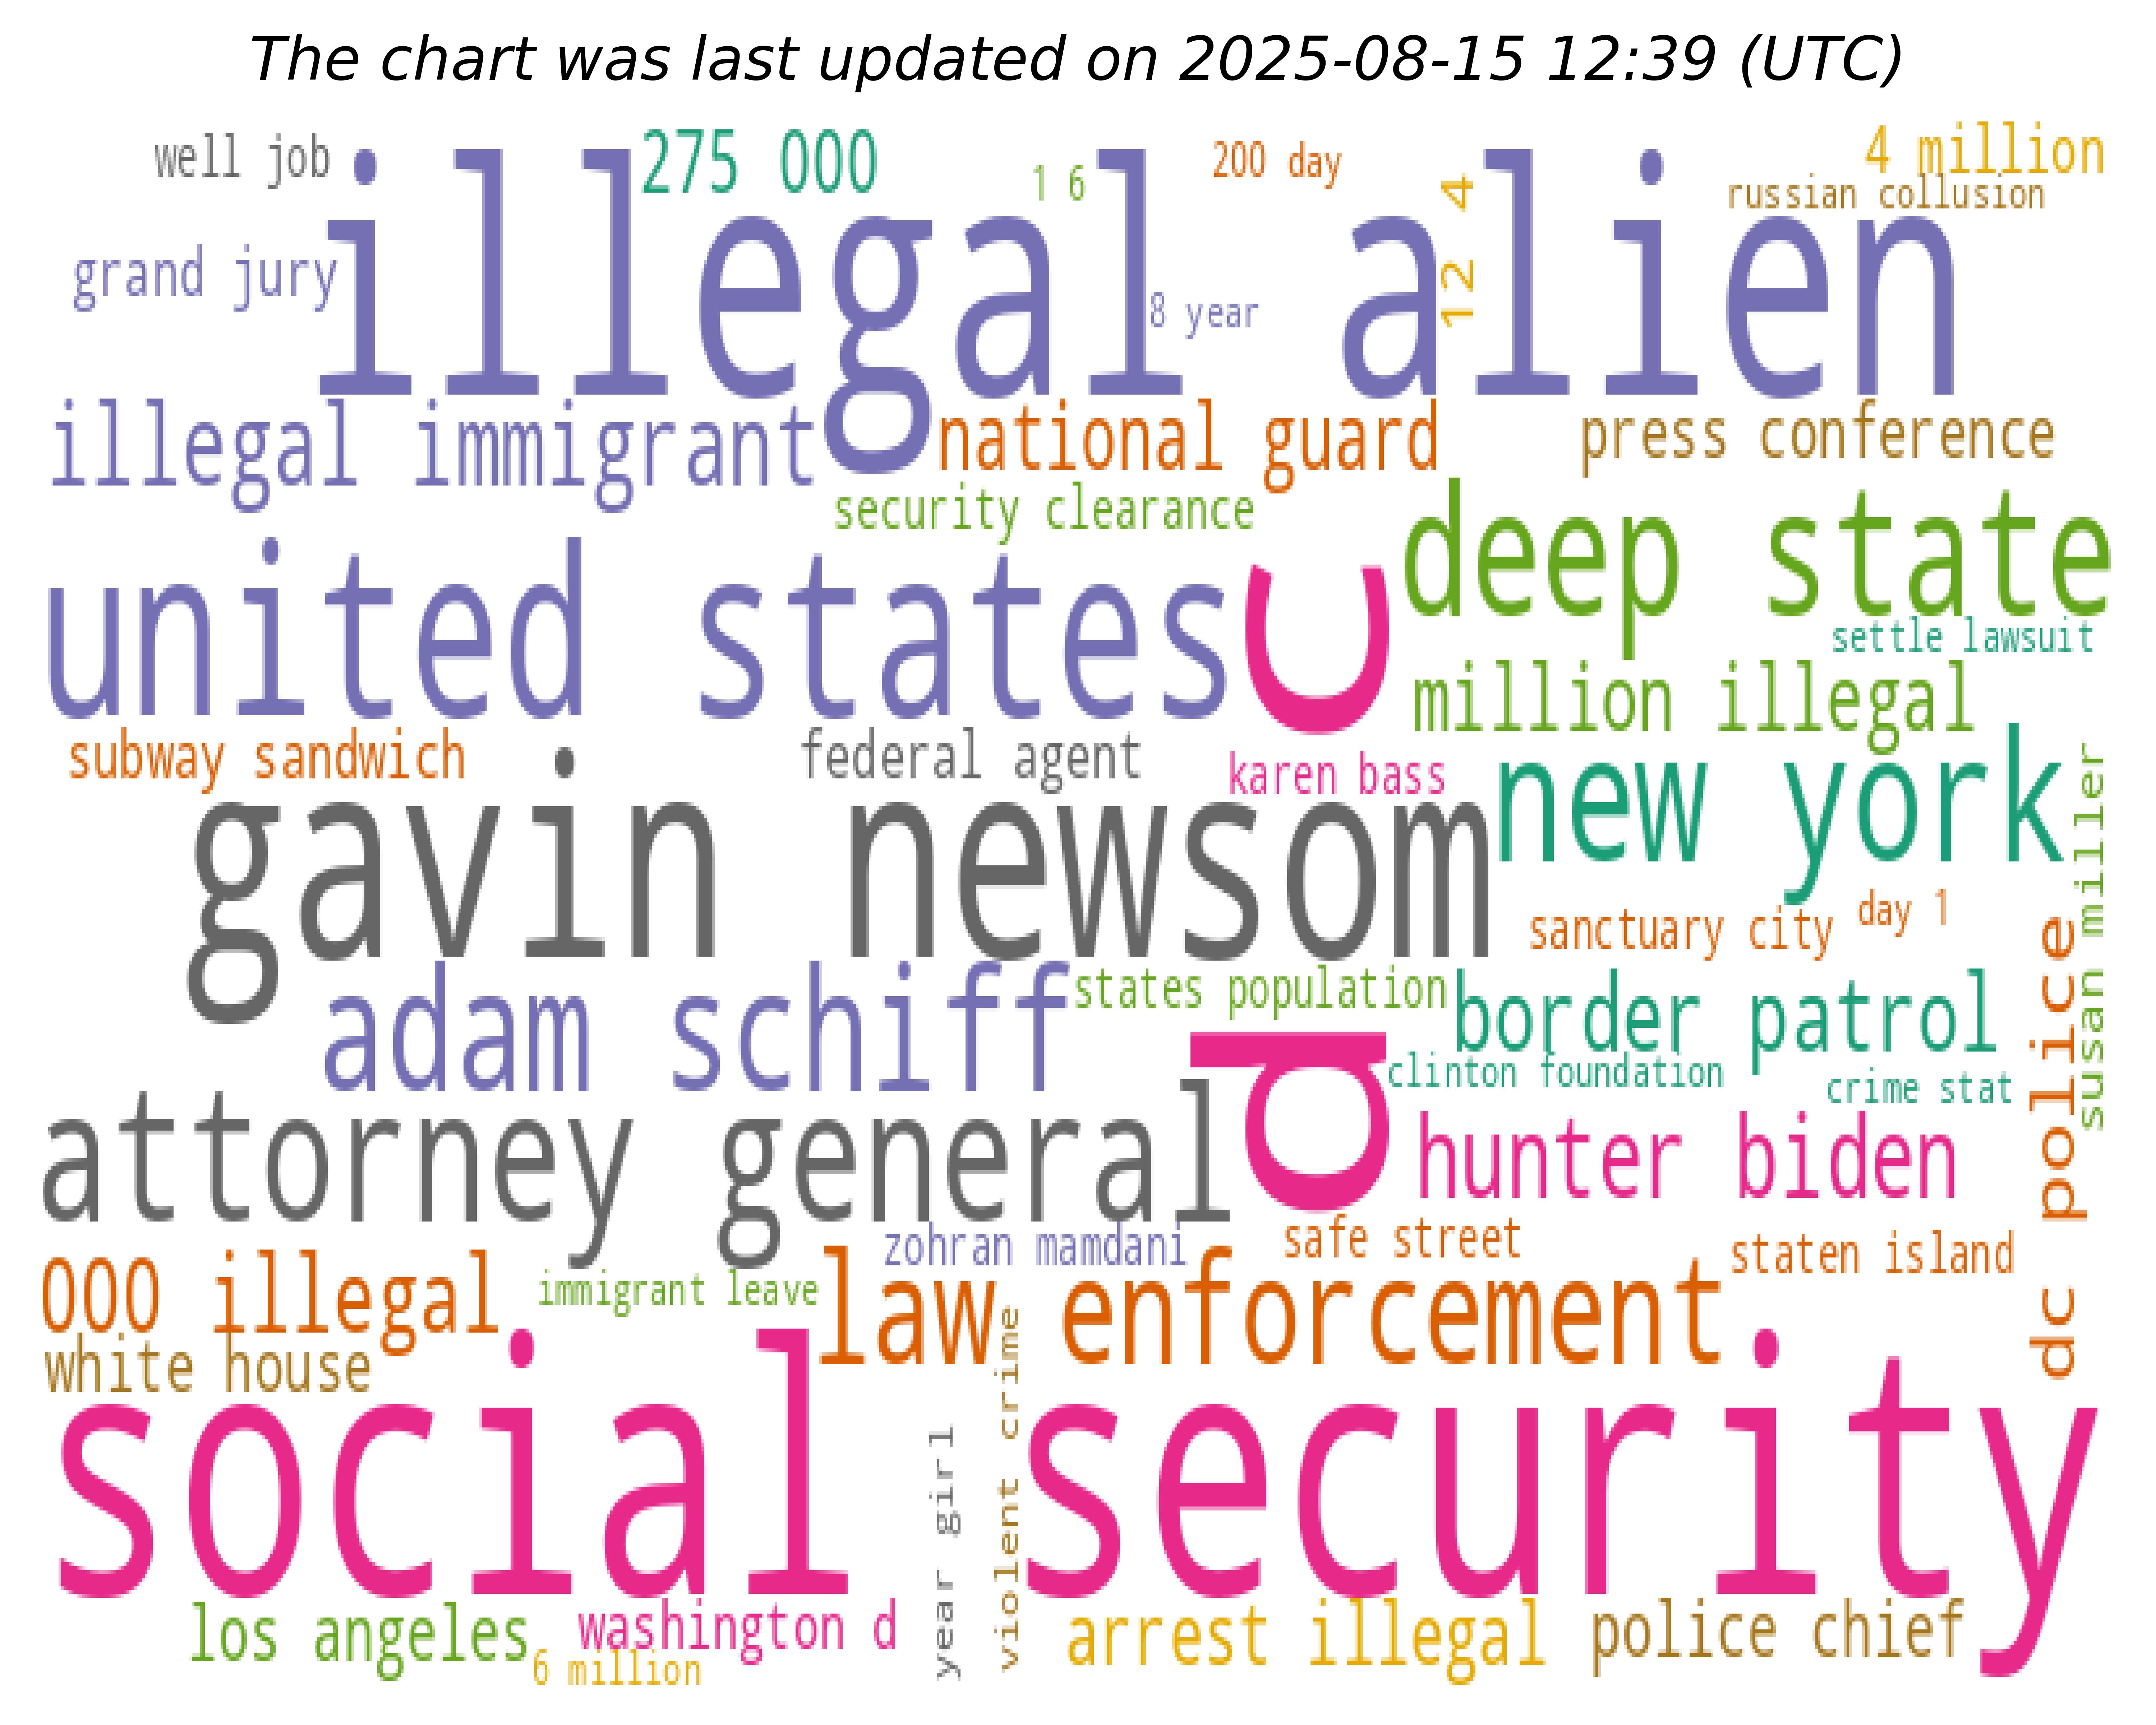 The chart was last updated on 2025-08-15 12:39 (UTC)
well job
275 000
1 6
200 day
4 million
russian collusion
illegal alien
12 4
grand jury
8 year
illegal immigrant
national guard
press conference
security clearance
deep state
united states
d c
settle lawsuit
million illegal
subway sandwich
federal agent
karen bass
new york
susan miller
gavin newsom
sanctuary city
day 1
adam schiff
states population
border patrol
dc police
clinton foundation
crime stat
attorney general
hunter biden
zohran mamdani
safe street
staten island
000 illegal
immigrant leave
law enforcement
white house
social security
year girl
violent crime
los angeles
washington d
6 million
arrest illegal
police chief